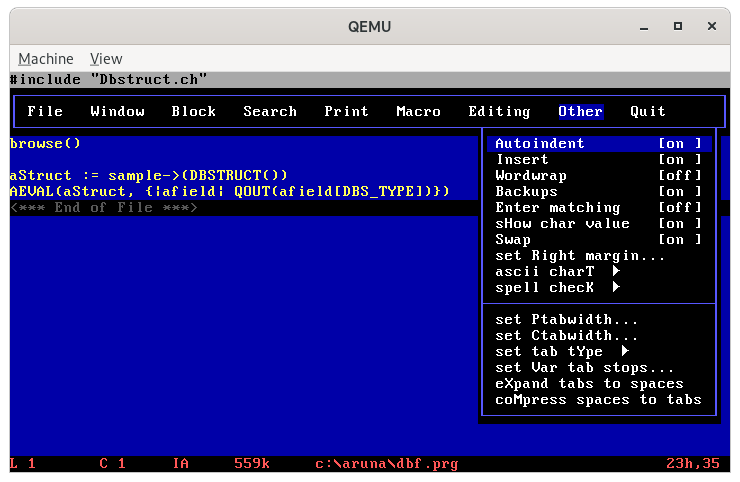 QEMU
Machine View
#include "Dbstruct.ch"
File Window Block Search Print Macro Editing Other Quit
browse()
aStruct := sample->(DBSTRUCT())
AEVAL(aStruct, {|afield| QOUT(afield[DBS_TYPE])})
<*** End of File ***>
Autoindent [on ]
Insert [on ]
Wordwrap [off]
Backups [on ]
Enter matching [off]
sHow char value [on ]
Swap [on ]
set Right margin...
ascii charT ►
spell checK ►
set Ptabwidth...
set Ctabwidth...
set tab tYpe ►
set Var tab stops...
eXpand tabs to spaces
coMpress spaces to tabs
L 1 C 1 IA 559k c:\aruna\dbf.prg 23h,35